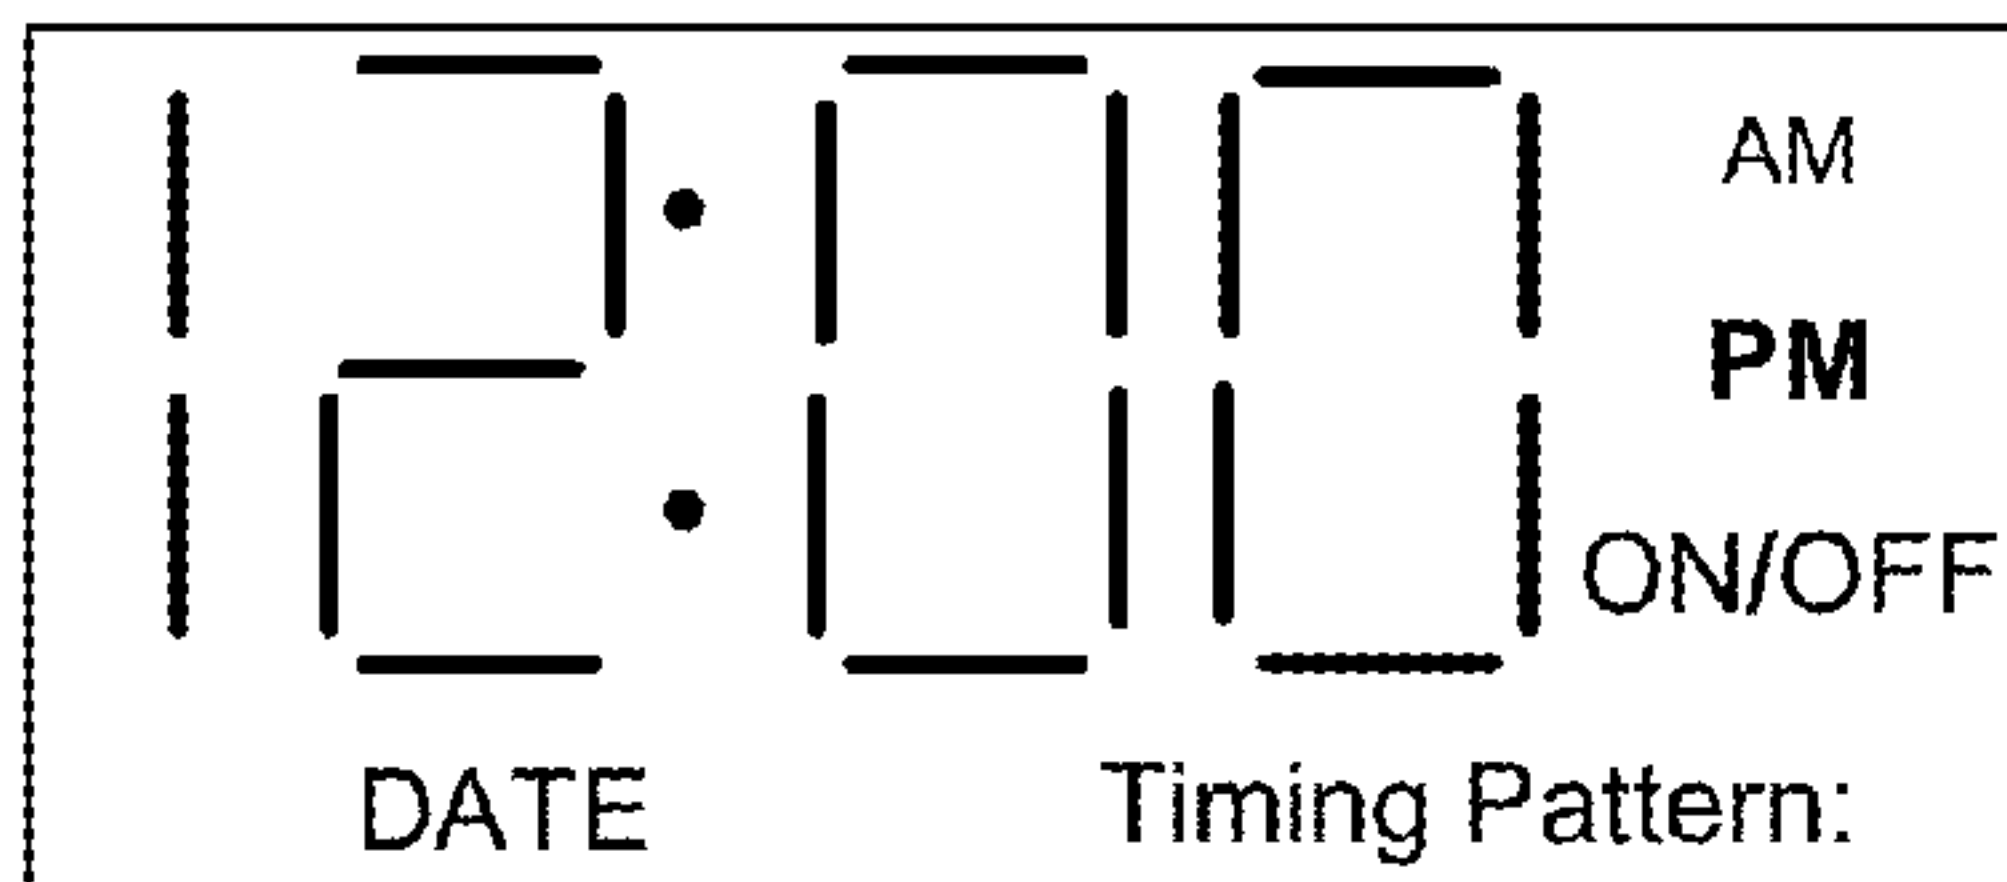 12:00
AM
PM
ON/OFF
DATE
Timing Pattern: